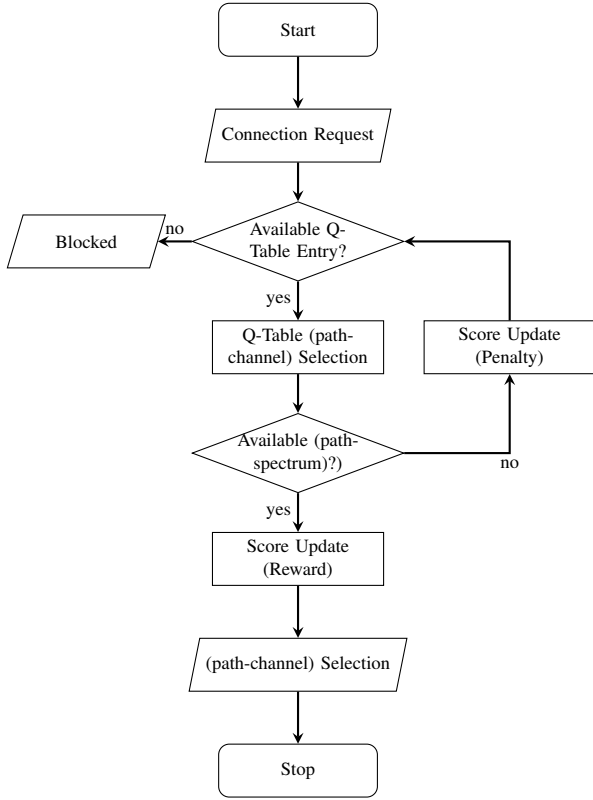 Start
Connection Request
Available Q-
Table Entry?
no
Blocked
yes
Q-Table (path-
channel) Selection
Score Update
(Penalty)
Available (path-
spectrum)?)
no
yes
Score Update
(Reward)
(path-channel) Selection
Stop